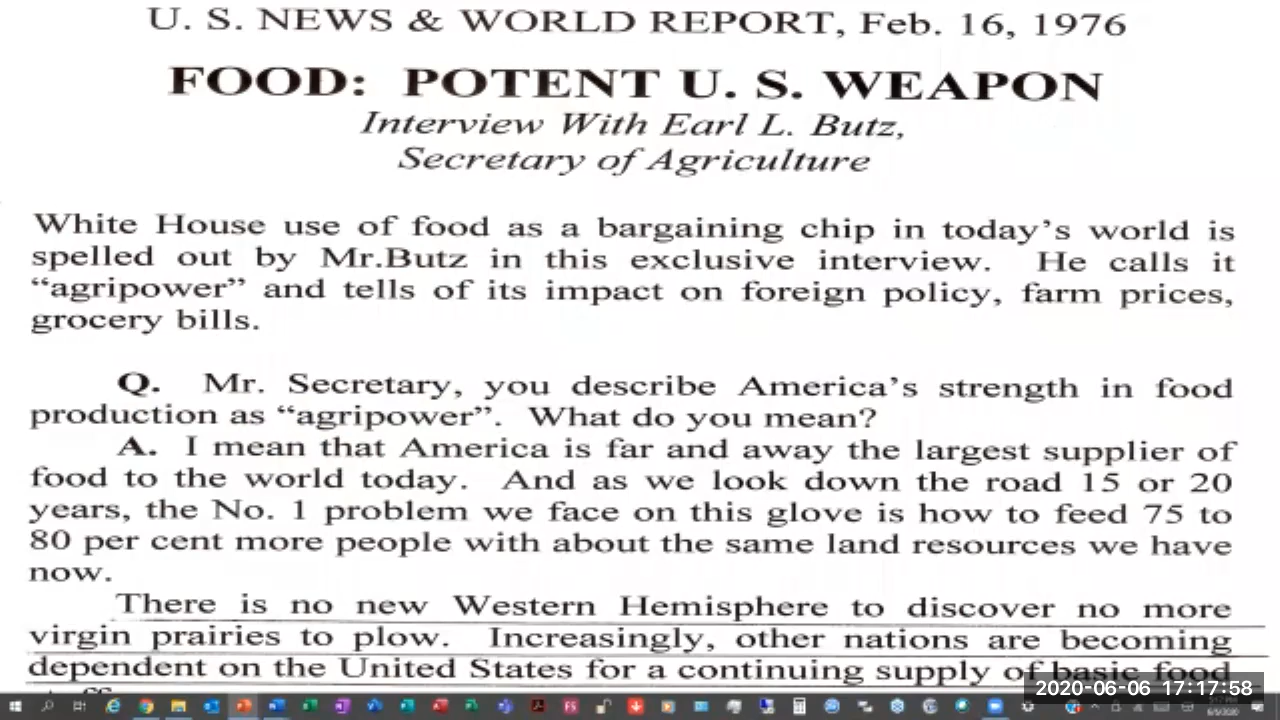 U. S. NEWS & WORLD REPORT, Feb. 16, 1976
FOOD: POTENT U. S. WEAPON
Interview With Earl L. Butz,
Secretary of Agriculture
White House use of food as a bargaining chip in today's world is
spelled out by Mr.Butz in this exclusive interview. He calls it
“agripower” and tells of its impact on foreign policy, farm prices,
grocery bills.
Q. Mr. Secretary, you describe America's strength in food
production as “agripower”. What do you mean?
A. I mean that America is far and away the largest supplier of
food to the world today. And as we look down the road 15 or 20
years, the No. 1 problem we face on this glove is how to feed 75 to
80 per cent more people with about the same land resources we have
now.
There is no new Western Hemisphere to discover no more
virgin prairies to plow. Increasingly, other nations are becoming
dependent on the United States for a continuing supply of basic food
2020-06-06 17:17:58